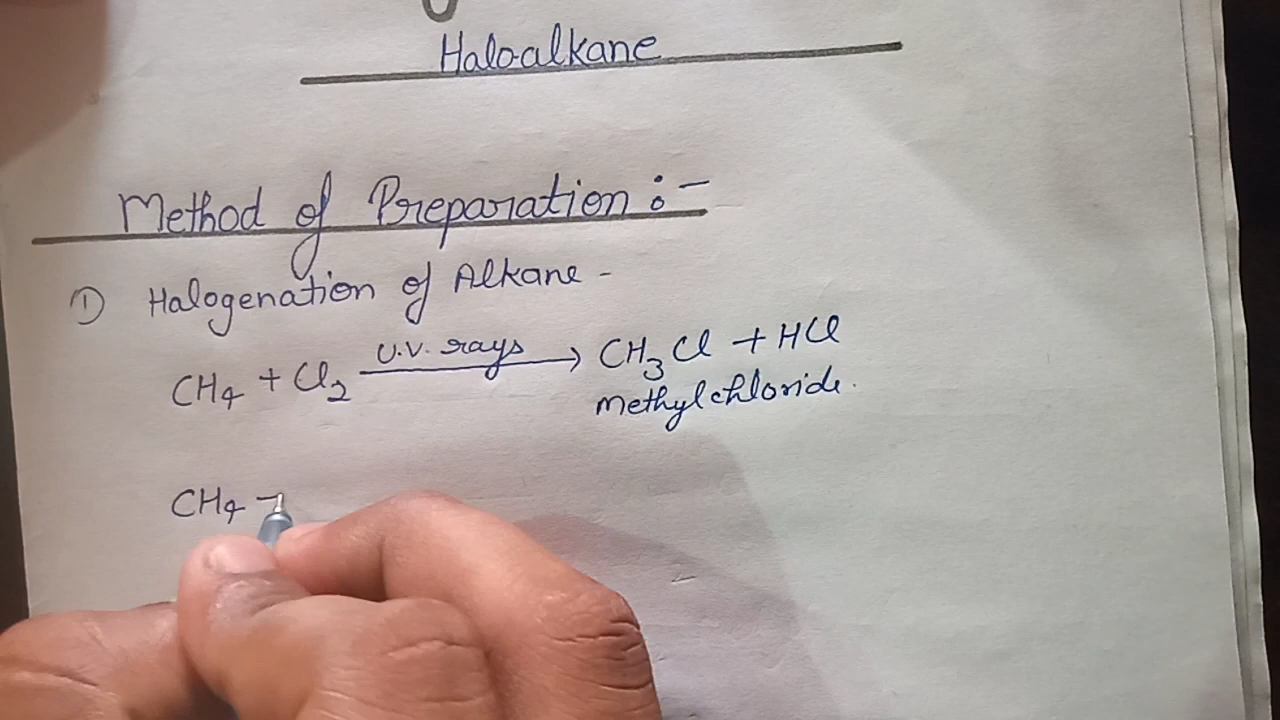 Haloalkane
Method of Preparation :-
① Halogenation of Alkane -
CH₄ + Cl₂ U.V. rays → CH₃Cl + HCl
methylchloride.
CH₄ -